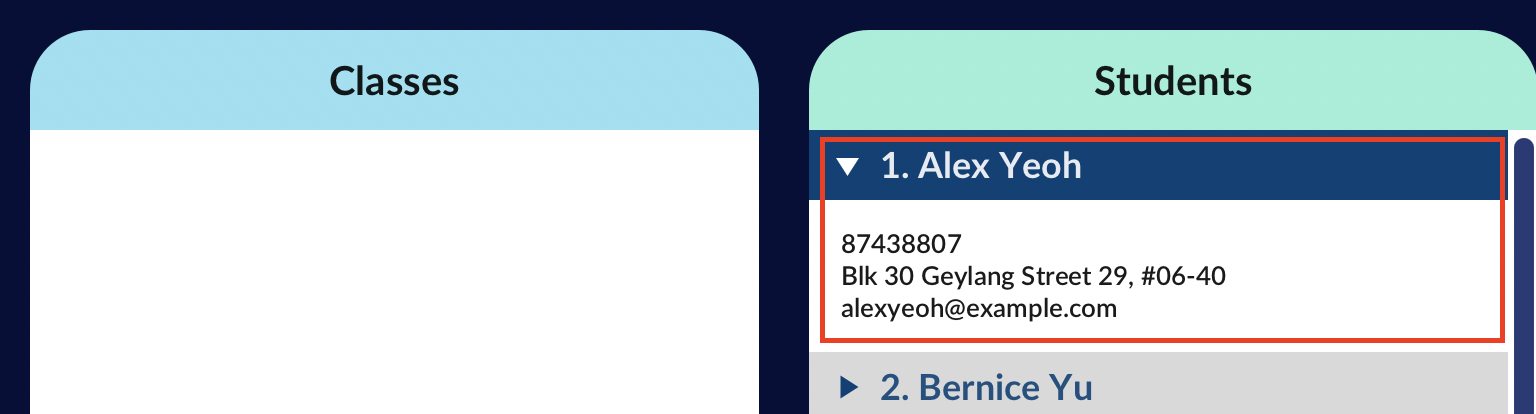 Classes
Students
1. Alex Yeoh
87438807
Blk 30 Geylang Street 29, #06-40
alexyeoh@example.com
2. Bernice Yu